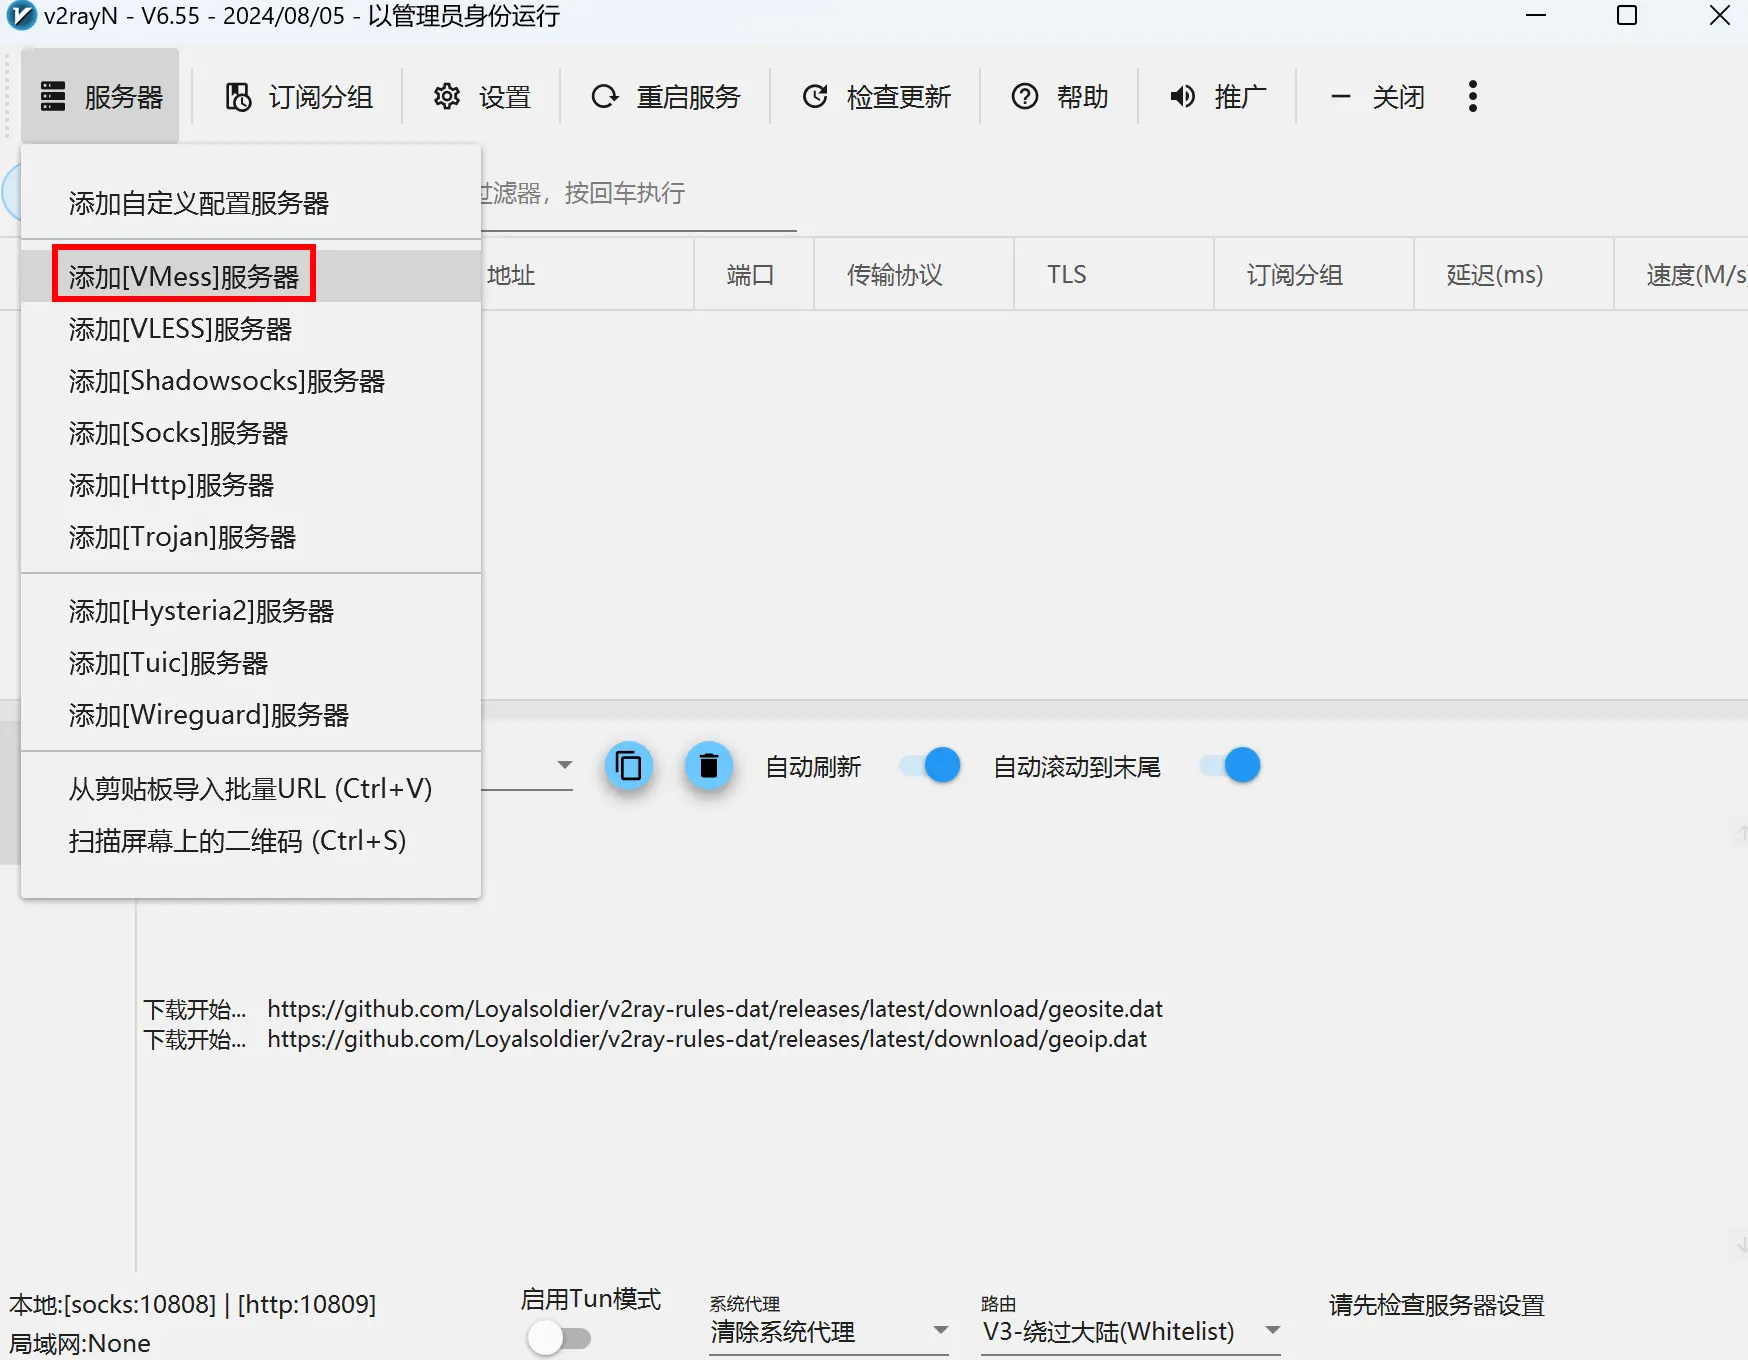 v2rayN - V6.55 - 2024/08/05 - 以管理员身份运行
服务器 订阅分组 设置 重启服务 检查更新 帮助 推广 关闭
过滤器，按回车执行
地址 端口 传输协议 TLS 订阅分组 延迟(ms) 速度(M/s
添加自定义配置服务器
添加[VMess]服务器
添加[VLESS]服务器
添加[Shadowsocks]服务器
添加[Socks]服务器
添加[Http]服务器
添加[Trojan]服务器
添加[Hysteria2]服务器
添加[Tuic]服务器
添加[Wireguard]服务器
从剪贴板导入批量URL (Ctrl+V)
扫描屏幕上的二维码 (Ctrl+S)
自动刷新 自动滚动到末尾
下载开始... https://github.com/Loyalsoldier/v2ray-rules-dat/releases/latest/download/geosite.dat
下载开始... https://github.com/Loyalsoldier/v2ray-rules-dat/releases/latest/download/geoip.dat
本地:[socks:10808] | [http:10809]
局域网:None
启用Tun模式
系统代理
清除系统代理
路由
V3-绕过大陆(Whitelist)
请先检查服务器设置